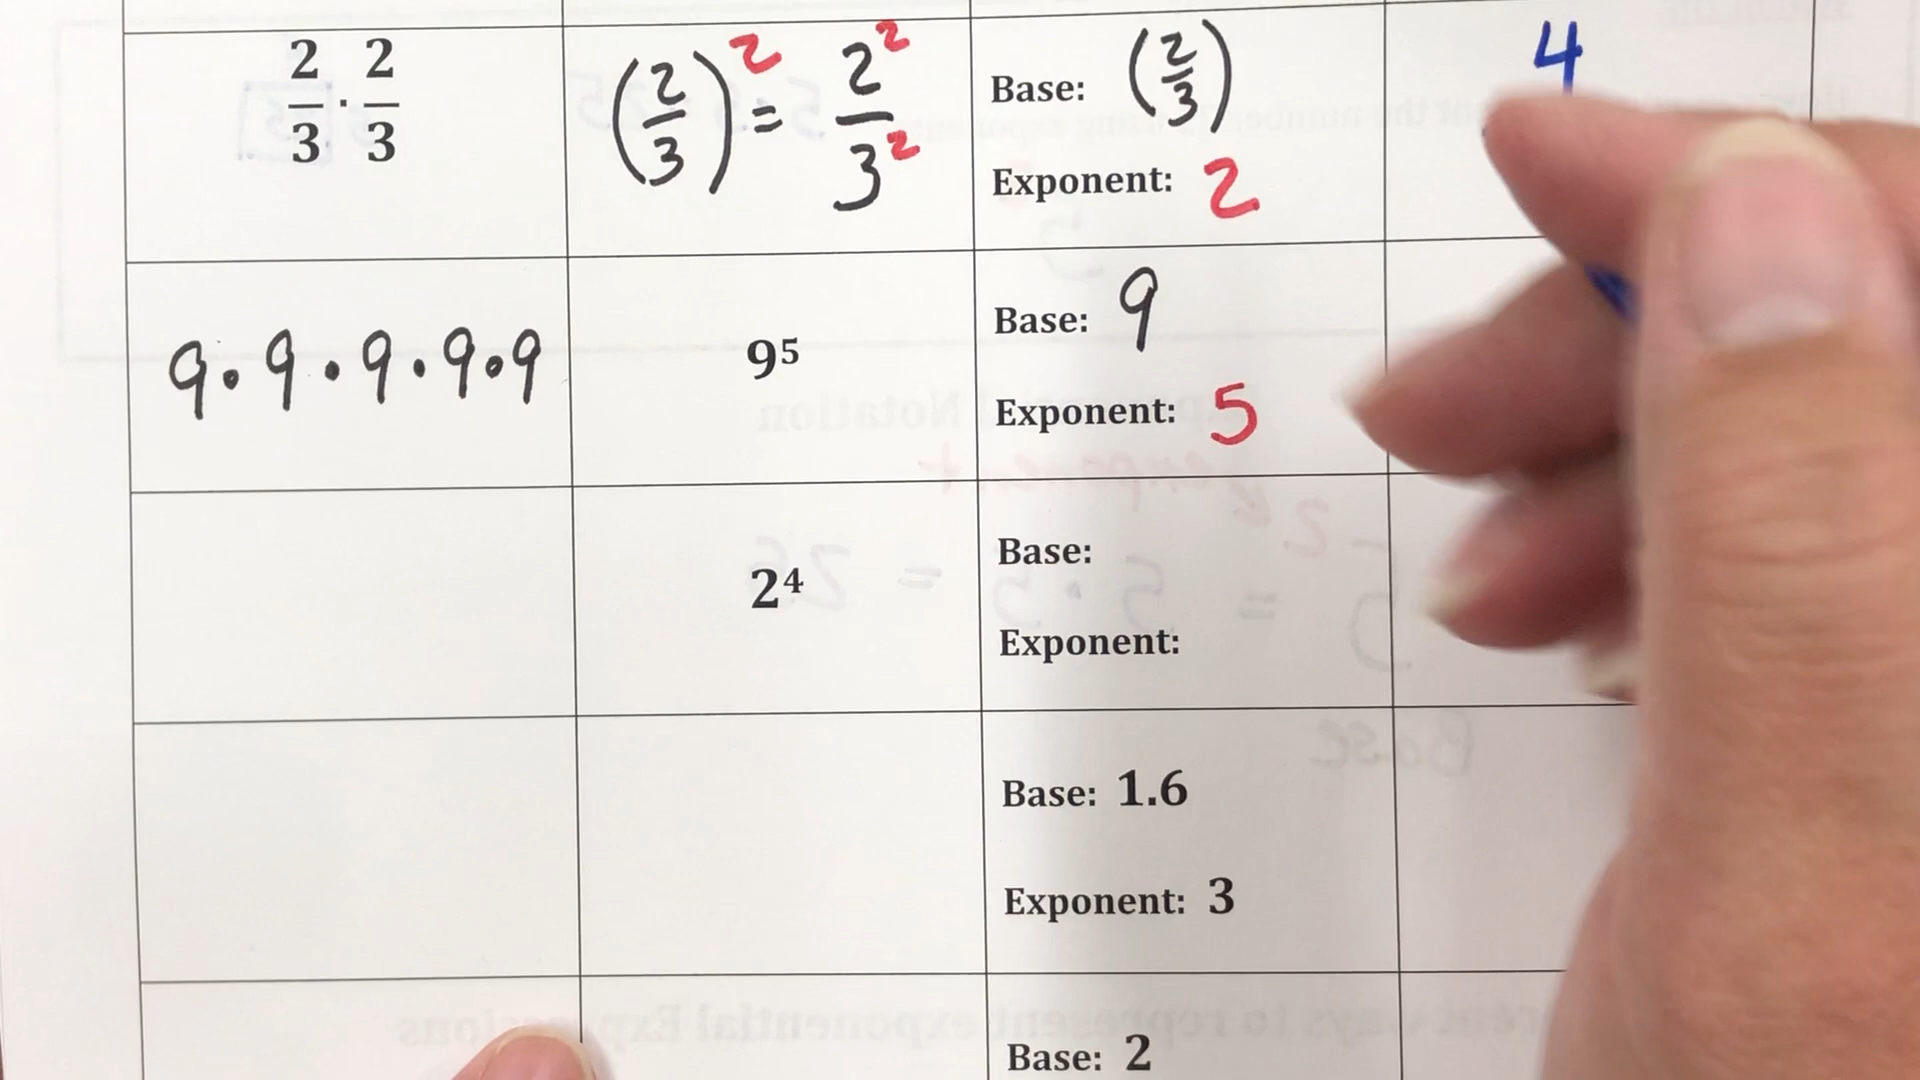 2/3 · 2/3
(2/3)² = 2²/3²
Base: (2/3)
Exponent: 2
4
9 · 9 · 9 · 9 · 9
9⁵
Base: 9
Exponent: 5
2⁴
Base:
Exponent:
Base: 1.6
Exponent: 3
Base: 2